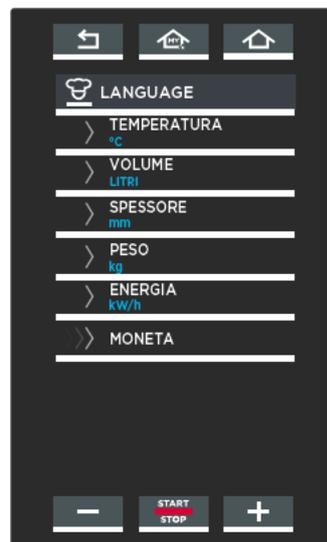 MY
LANGUAGE
TEMPERATURA
°C
VOLUME
LITRI
SPESSORE
mm
PESO
kg
ENERGIA
kW/h
MONETA
START
STOP